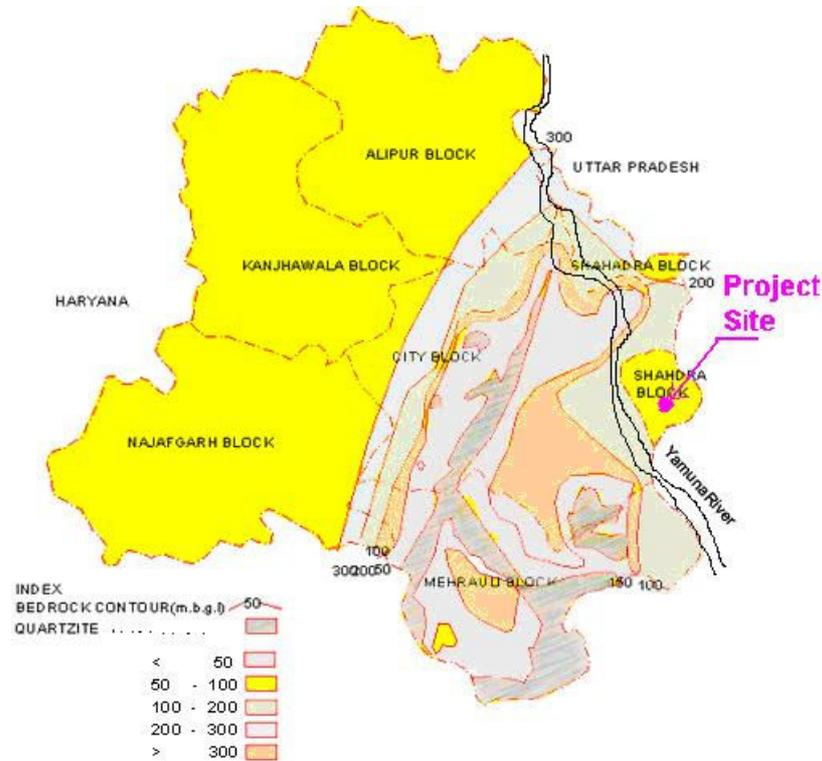 300
ALIPUR BLOCK
UTTAR PRADESH
KANJHAWALA BLOCK
SHAHADRA BLOCK
200
HARYANA
Project
Site
CITY BLOCK
SHAHDRA
BLOCK
NAJAFGARH BLOCK
Yamuna River
100
300 200 50
MEHRAULI BLOCK
150 100
INDEX
BEDROCK CONTOUR(m.b.g.l) 50
QUARTZITE . . . . . . . . . .
< 50
50 - 100
100 - 200
200 - 300
> 300